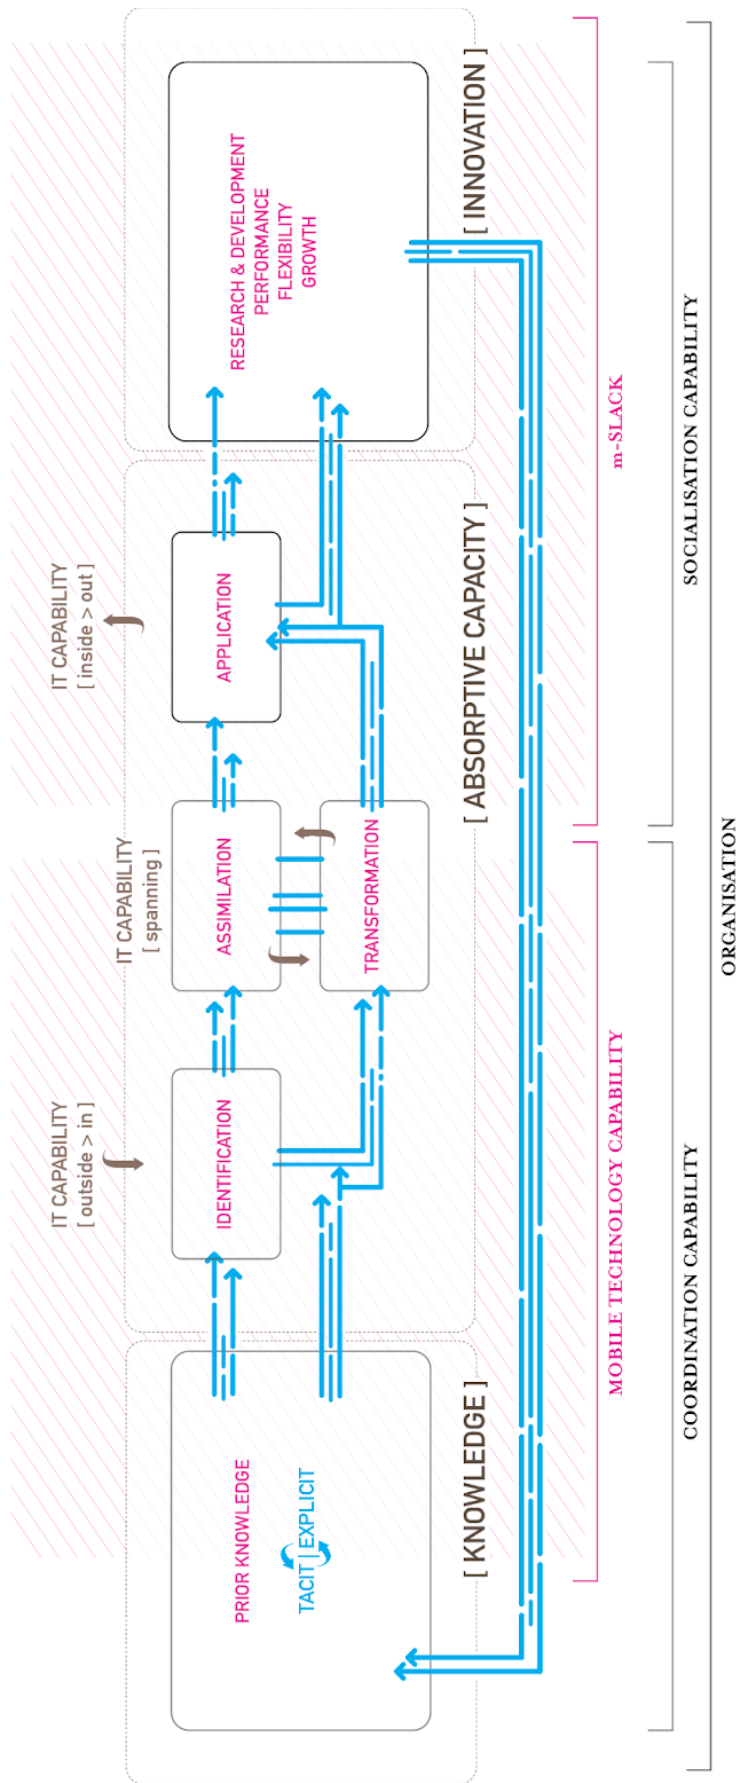 IT CAPABILITY
[ outside > in ]
IT CAPABILITY
[ spanning ]
IT CAPABILITY
[ inside > out ]
PRIOR KNOWLEDGE
TACIT | EXPLICIT
IDENTIFICATION
ASSIMILATION
TRANSFORMATION
APPLICATION
RESEARCH & DEVELOPMENT
PERFORMANCE
FLEXIBILITY
GROWTH
[ KNOWLEDGE ]
[ ABSORPTIVE CAPACITY ]
[ INNOVATION ]
MOBILE TECHNOLOGY CAPABILITY
m-SLACK
COORDINATION CAPABILITY
SOCIALISATION CAPABILITY
ORGANISATION